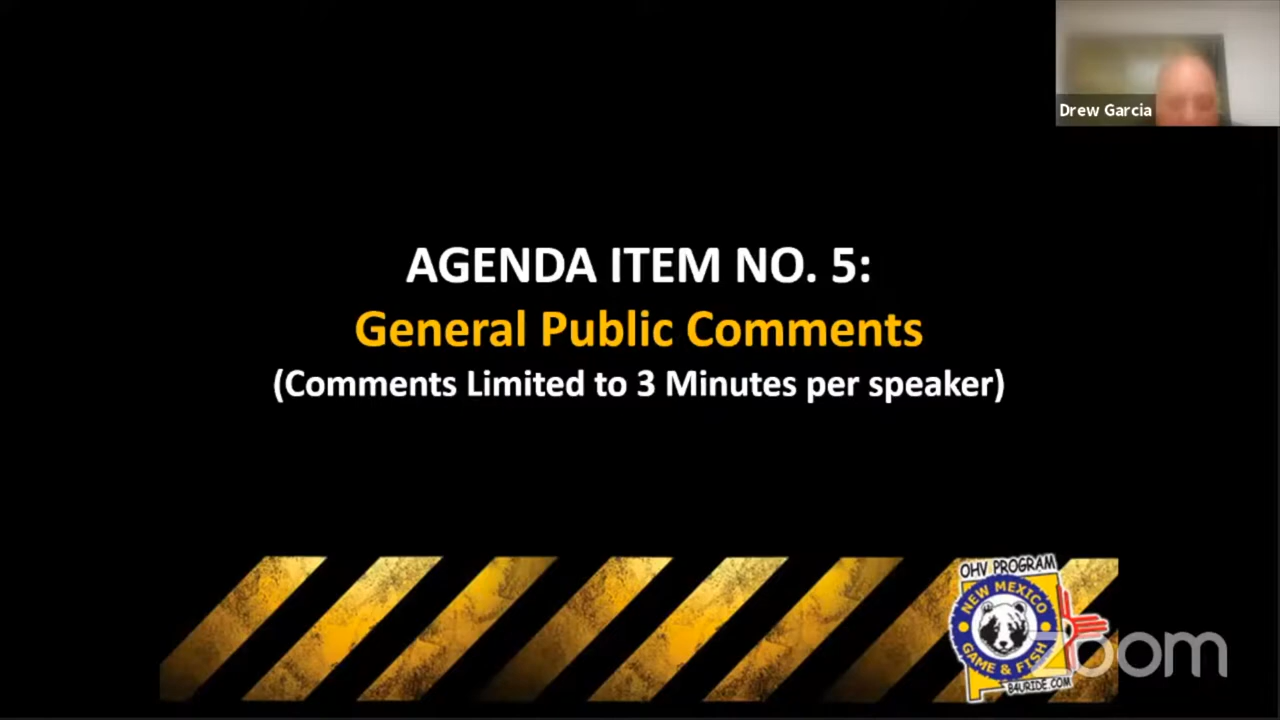 Drew Garcia
AGENDA ITEM NO. 5:
General Public Comments
(Comments Limited to 3 Minutes per speaker)
OHV PROGRAM
NEW MEXICO
GAME & FISH
B4URIDE.COM
zoom